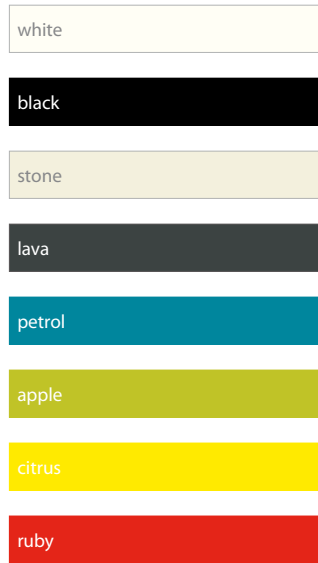 white
black
stone
lava
petrol
apple
citrus
ruby